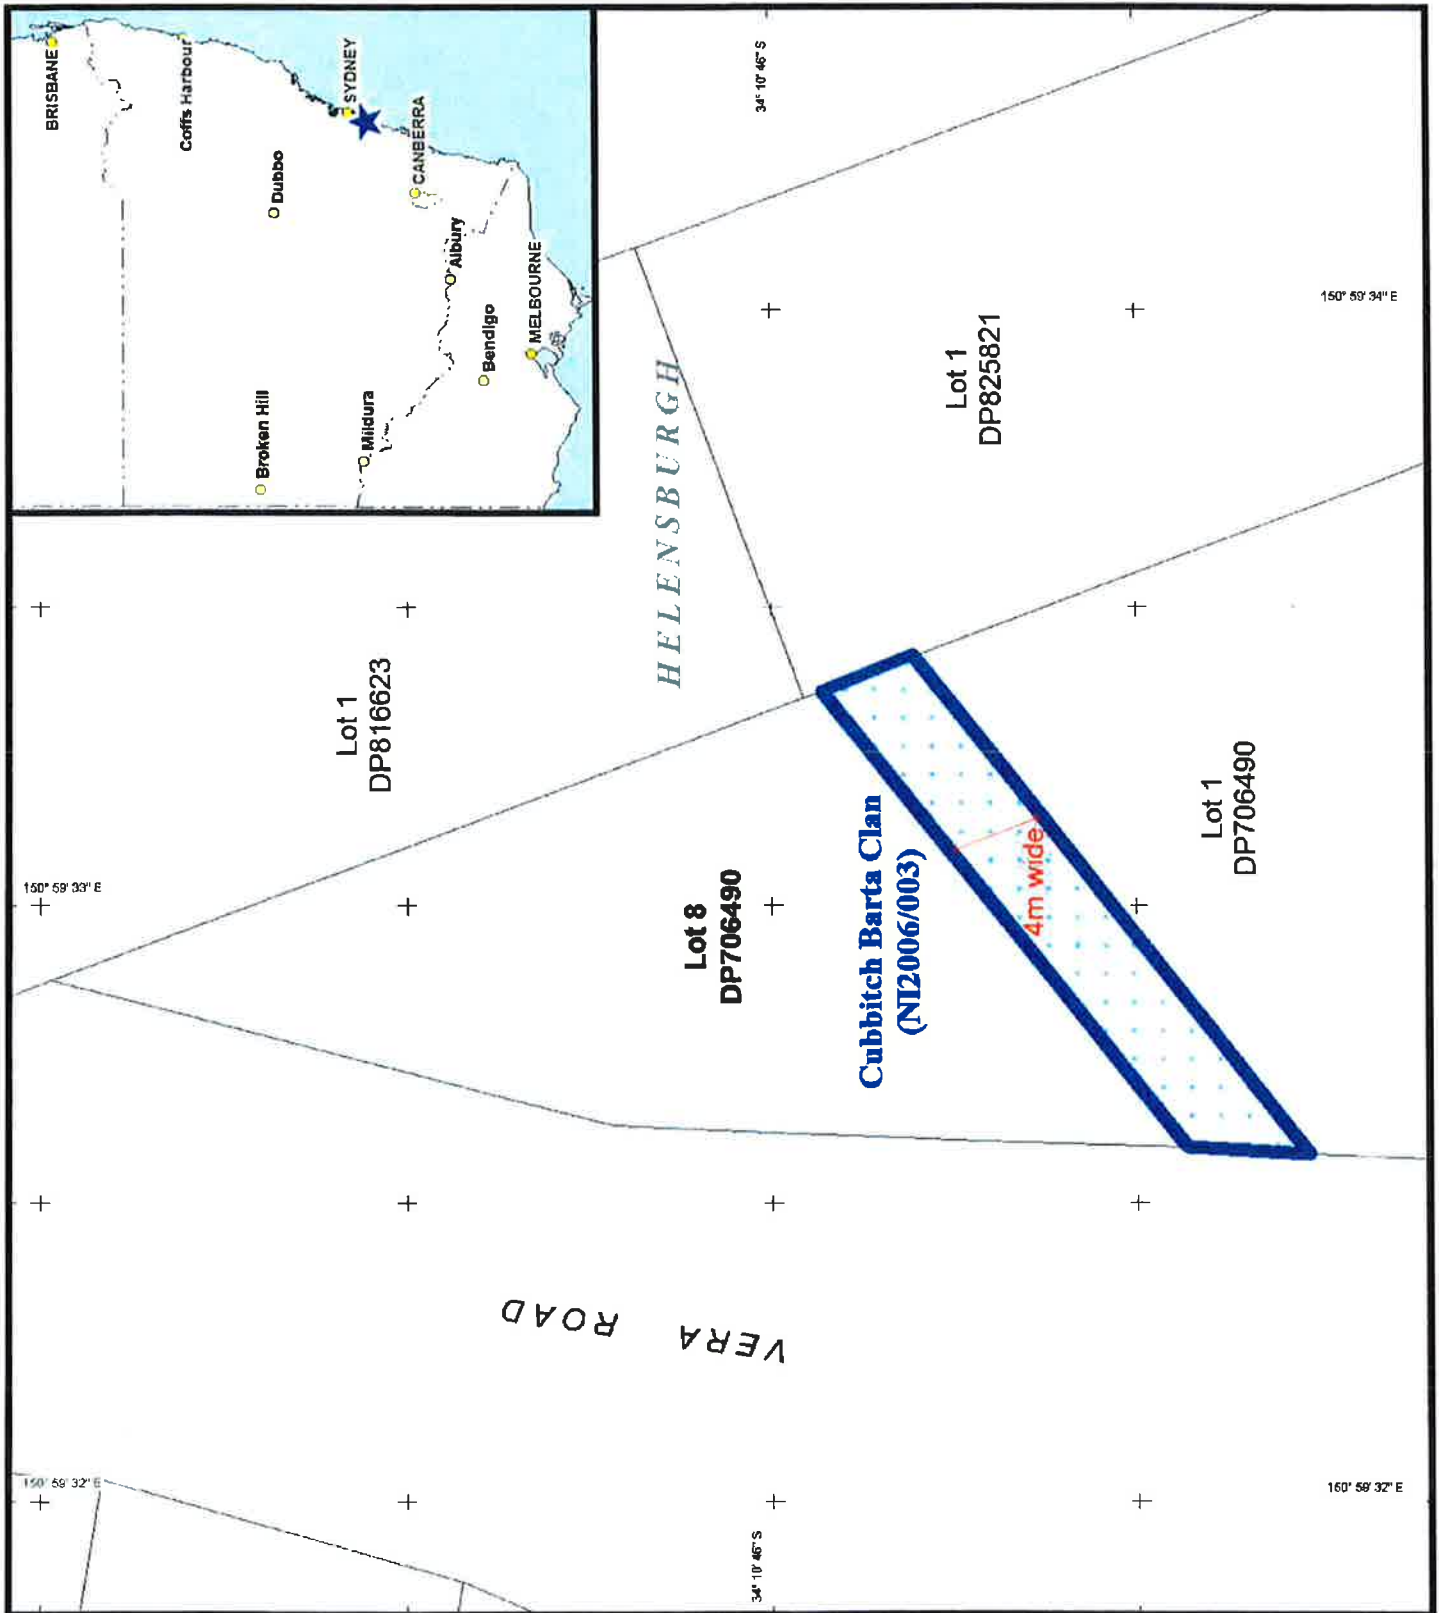 BRISBANE
Coffs Harbour
SYDNEY
Dubbo
CANBERRA
Broken Hill
Albury
Mildura
Bendigo
MELBOURNE
34° 10' 46" S
150° 59' 34" E
HELENSBURGH
Lot 1
DP825821
Lot 1
DP816623
150° 59' 33" E
Lot 8
DP706490
Cubbitch Barta Clan
(NI2006/003)
4m wide
Lot 1
DP706490
VERA ROAD
150° 59' 32" E
34° 10' 46" S
150° 59' 32" E